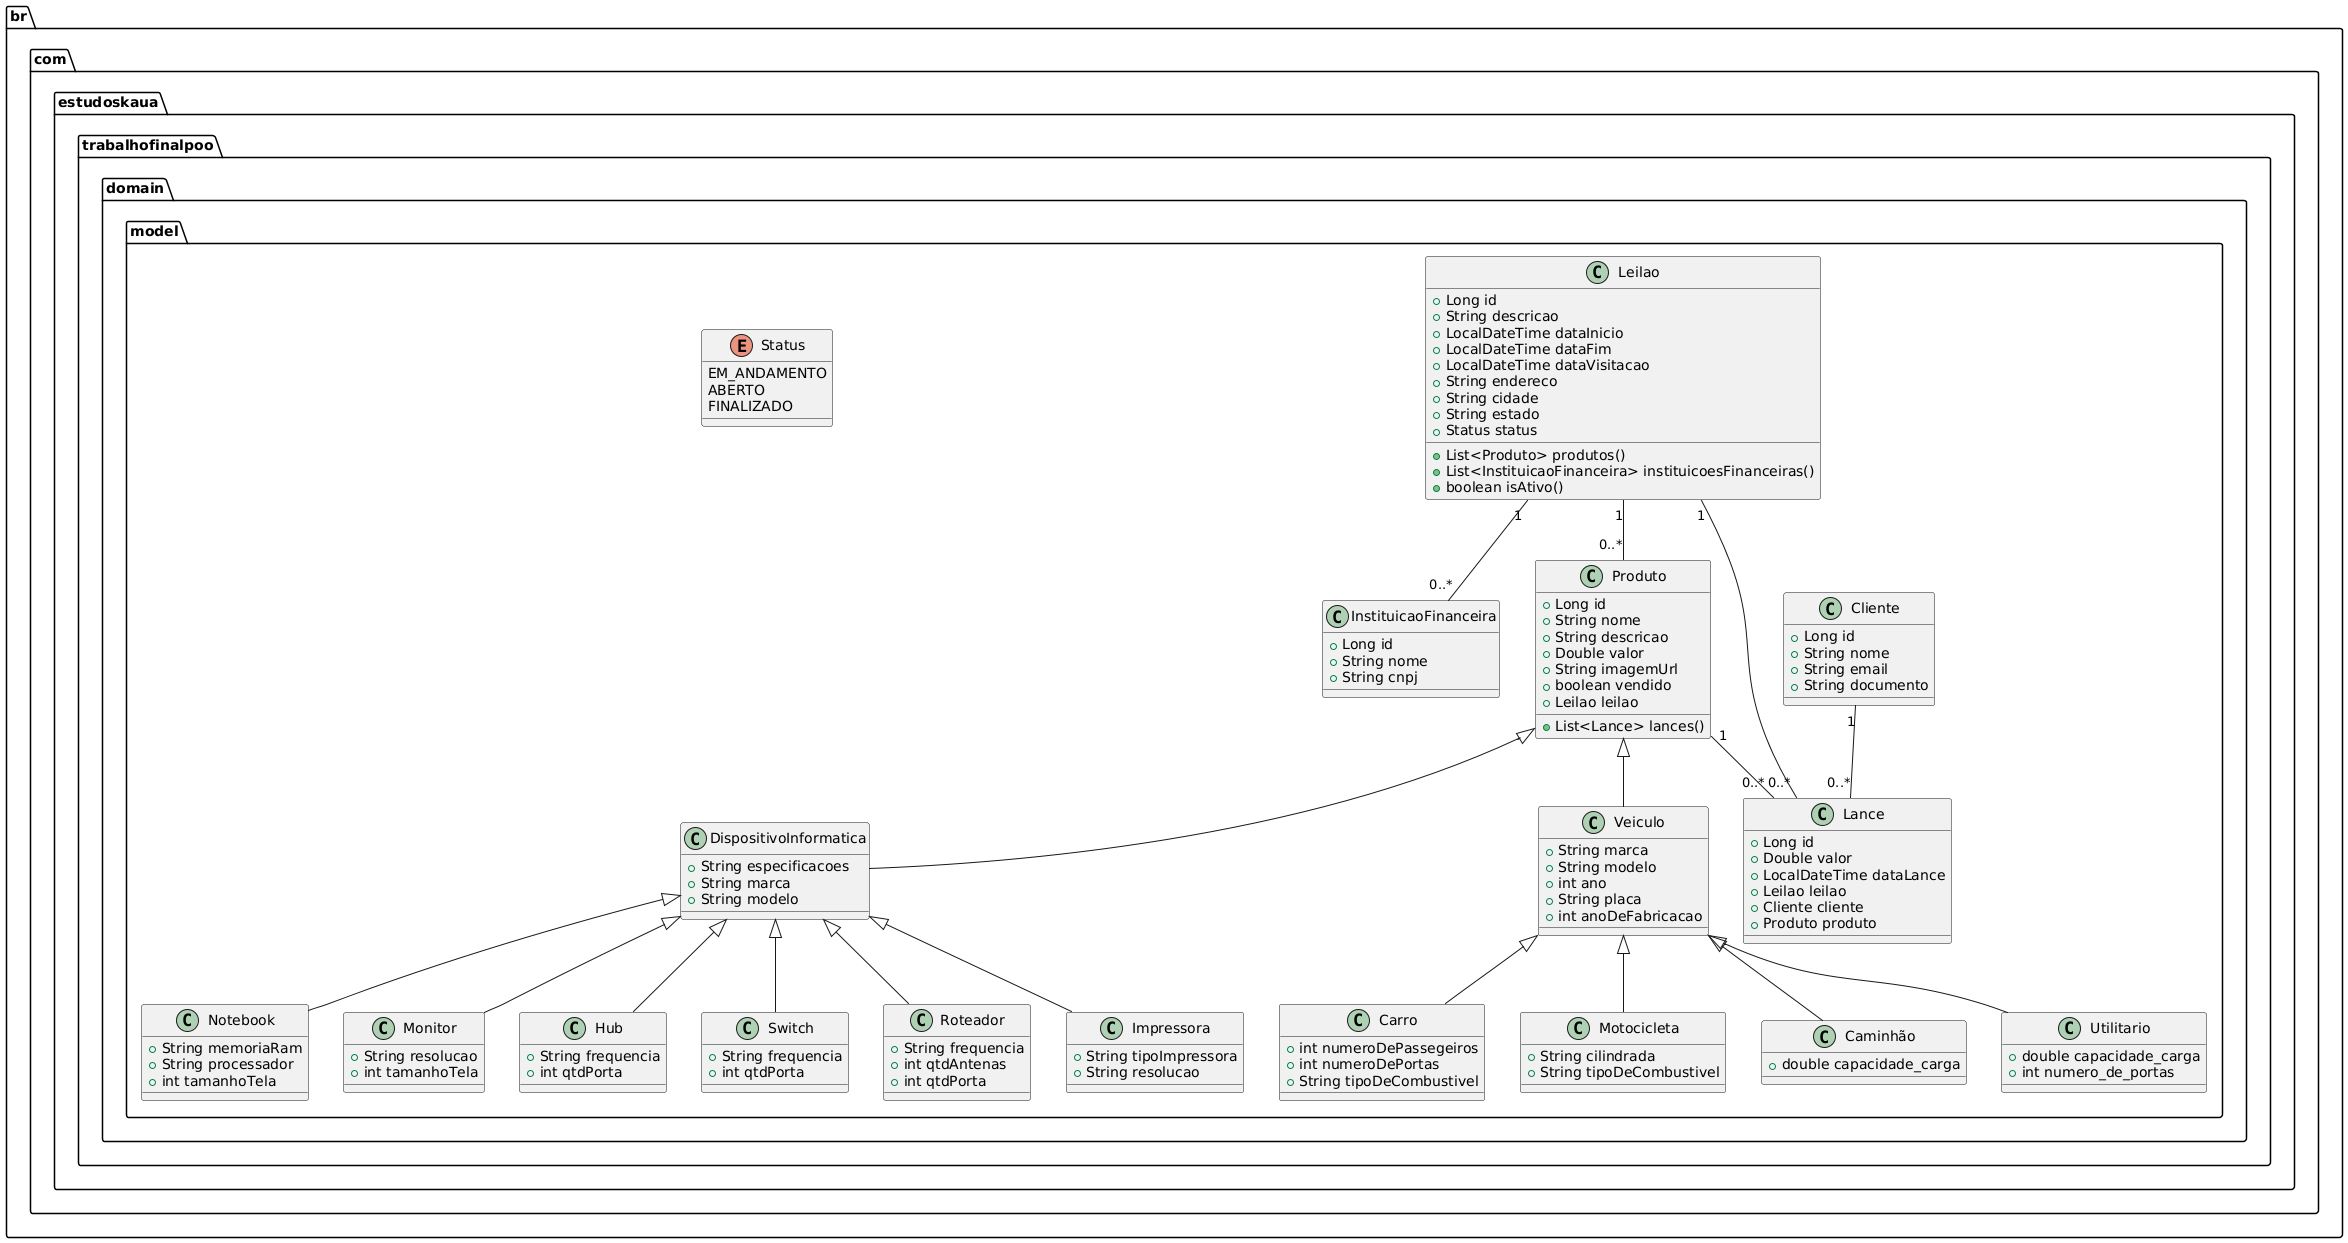 br
com
estudoskaua
trabalhofinalpoo
domain
model
C Leilao
Long id
String descricao
LocalDateTime dataInicio
LocalDateTime dataFim
LocalDateTime dataVisitacao
String endereco
String cidade
String estado
Status status
List<Produto> produtos()
List<InstituicaoFinanceira> instituicoesFinanceiras()
boolean isAtivo()
E Status
EM_ANDAMENTO
ABERTO
FINALIZADO
1
1
1
0..*
0..*
C InstituicaoFinanceira
Long id
String nome
String cnpj
C Produto
Long id
String nome
String descricao
Double valor
String imagemUrl
boolean vendido
Leilao leilao
List<Lance> lances()
C Cliente
Long id
String nome
String email
String documento
1
1
0..*
0..*
0..*
C DispositivoInformatica
String especificacoes
String marca
String modelo
C Veiculo
String marca
String modelo
int ano
String placa
int anoDeFabricacao
C Lance
Long id
Double valor
LocalDateTime dataLance
Leilao leilao
Cliente cliente
Produto produto
C Notebook
String memoriaRam
String processador
int tamanhoTela
C Monitor
String resolucao
int tamanhoTela
C Hub
String frequencia
int qtdPorta
C Switch
String frequencia
int qtdPorta
C Roteador
String frequencia
int qtdAntenas
int qtdPorta
C Impressora
String tipoImpressora
String resolucao
C Carro
int numeroDePassegeiros
int numeroDePortas
String tipoDeCombustivel
C Motocicleta
String cilindrada
String tipoDeCombustivel
C Caminhão
double capacidade_carga
C Utilitario
double capacidade_carga
int numero_de_portas